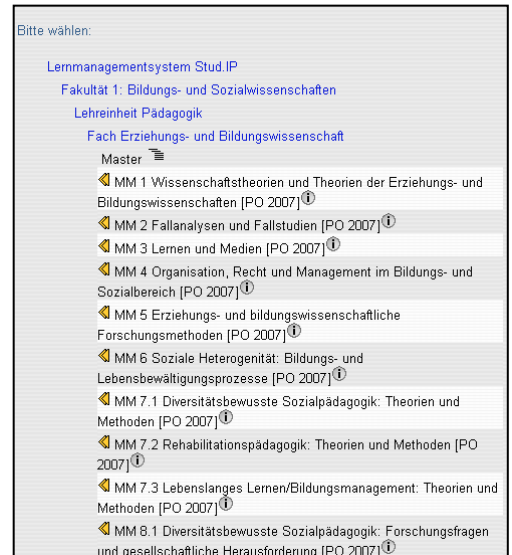 Bitte wählen:
Lernmanagementsystem Stud.IP
Fakultät 1: Bildungs- und Sozialwissenschaften
Lehreinheit Pädagogik
Fach Erziehungs- und Bildungswissenschaft
Master
MM 1 Wissenschaftstheorien und Theorien der Erziehungs- und
Bildungswissenschaften [PO 2007]
MM 2 Fallanalysen und Fallstudien [PO 2007]
MM 3 Lernen und Medien [PO 2007]
MM 4 Organisation, Recht und Management im Bildungs- und
Sozialbereich [PO 2007]
MM 5 Erziehungs- und bildungswissenschaftliche
Forschungsmethoden [PO 2007]
MM 6 Soziale Heterogenität: Bildungs- und
Lebensbewältigungsprozesse [PO 2007]
MM 7.1 Diversitätsbewusste Sozialpädagogik: Theorien und
Methoden [PO 2007]
MM 7.2 Rehabilitationspädagogik: Theorien und Methoden [PO
2007]
MM 7.3 Lebenslanges Lernen/Bildungsmanagement: Theorien und
Methoden [PO 2007]
MM 8.1 Diversitätsbewusste Sozialpädagogik: Forschungsfragen
und gesellschaftliche Herausforderung [PO 2007]